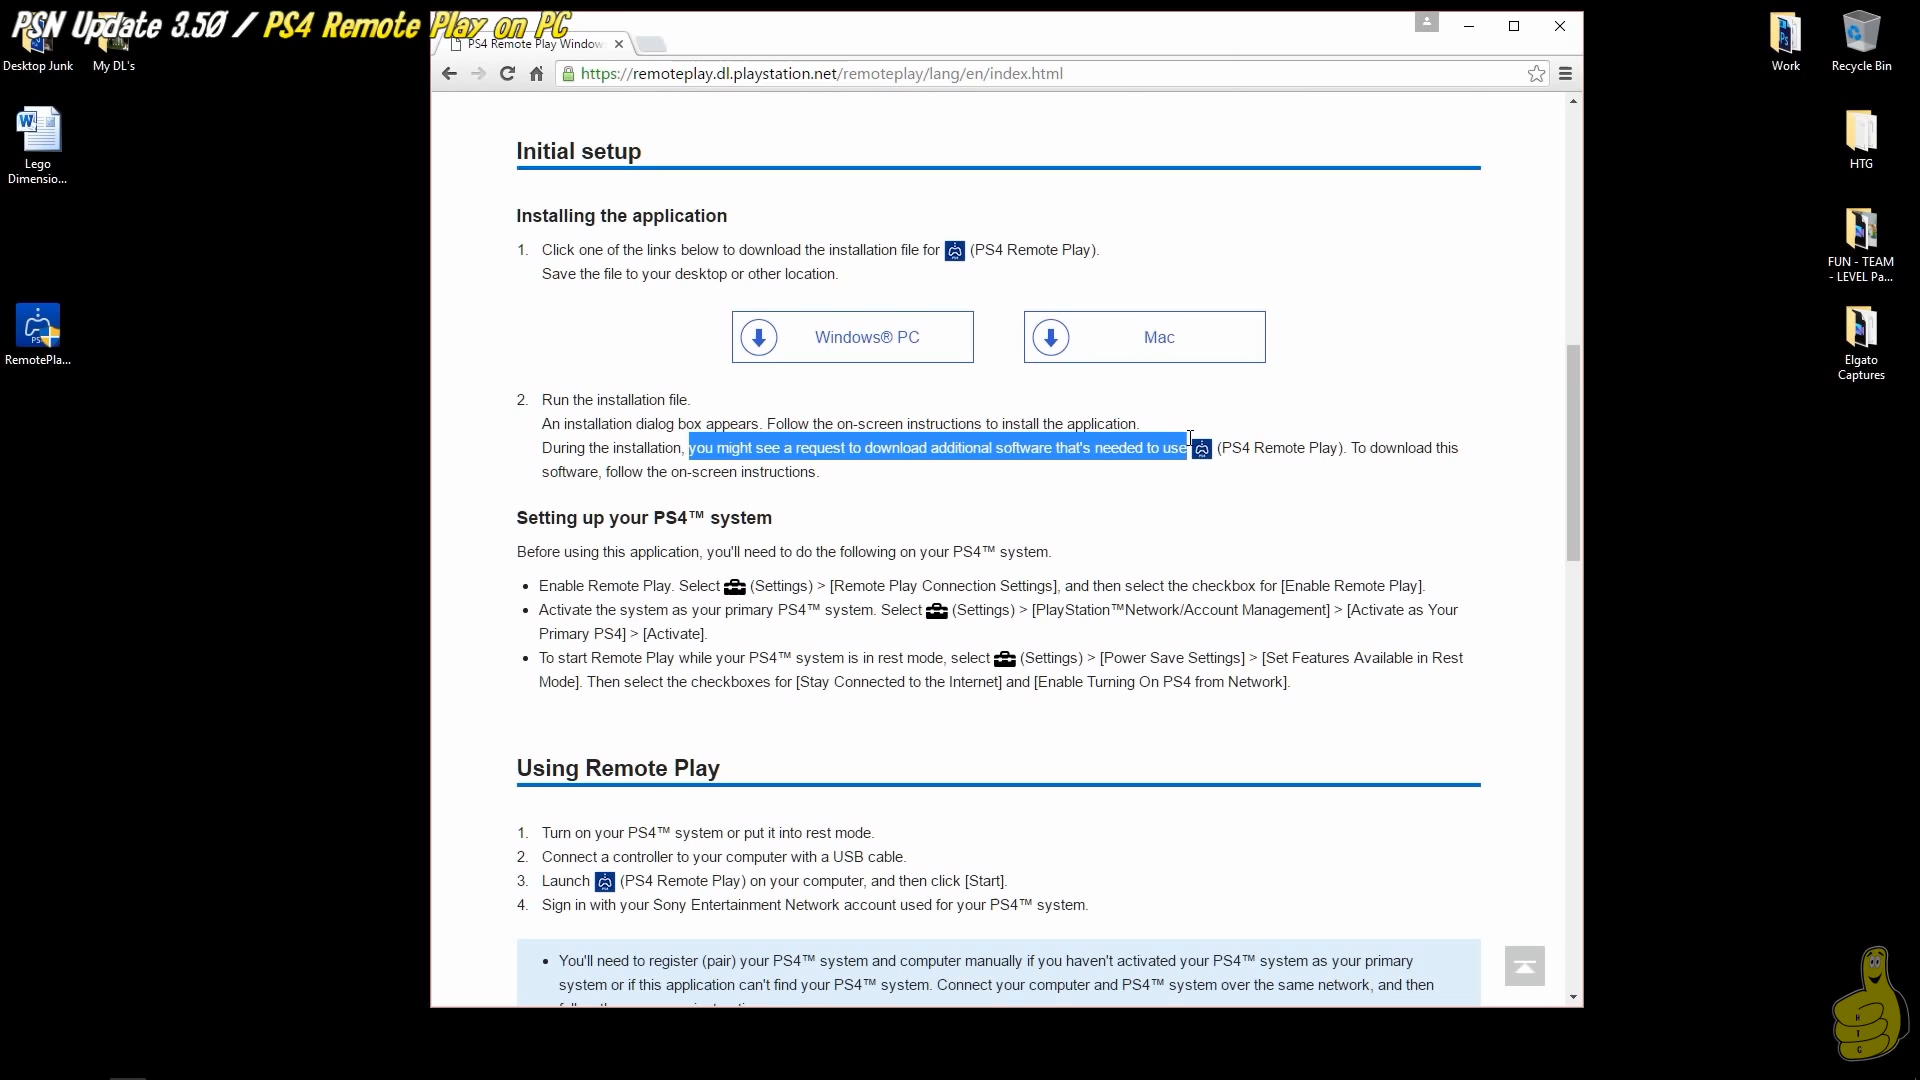 PSN Update 3.50 / PS4 Remote Play on PC
PS4 Remote Play Window
https://remoteplay.dl.playstation.net/remoteplay/lang/en/index.html
Desktop Junk
My DL's
Lego
Dimensio...
RemotePla...
Work
Recycle Bin
HTG
FUN - TEAM
- LEVEL Pa...
Elgato
Captures
Initial setup
Installing the application
1. Click one of the links below to download the installation file for (PS4 Remote Play).
Save the file to your desktop or other location.
Windows® PC
Mac
2. Run the installation file.
An installation dialog box appears. Follow the on-screen instructions to install the application.
During the installation, you might see a request to download additional software that's needed to use (PS4 Remote Play). To download this
software, follow the on-screen instructions.
Setting up your PS4™ system
Before using this application, you'll need to do the following on your PS4™ system.
• Enable Remote Play. Select (Settings) > [Remote Play Connection Settings], and then select the checkbox for [Enable Remote Play].
• Activate the system as your primary PS4™ system. Select (Settings) > [PlayStation™Network/Account Management] > [Activate as Your
Primary PS4] > [Activate].
• To start Remote Play while your PS4™ system is in rest mode, select (Settings) > [Power Save Settings] > [Set Features Available in Rest
Mode]. Then select the checkboxes for [Stay Connected to the Internet] and [Enable Turning On PS4 from Network].
Using Remote Play
1. Turn on your PS4™ system or put it into rest mode.
2. Connect a controller to your computer with a USB cable.
3. Launch (PS4 Remote Play) on your computer, and then click [Start].
4. Sign in with your Sony Entertainment Network account used for your PS4™ system.
• You'll need to register (pair) your PS4™ system and computer manually if you haven't activated your PS4™ system as your primary
system or if this application can't find your PS4™ system. Connect your computer and PS4™ system over the same network, and then
H
T
G